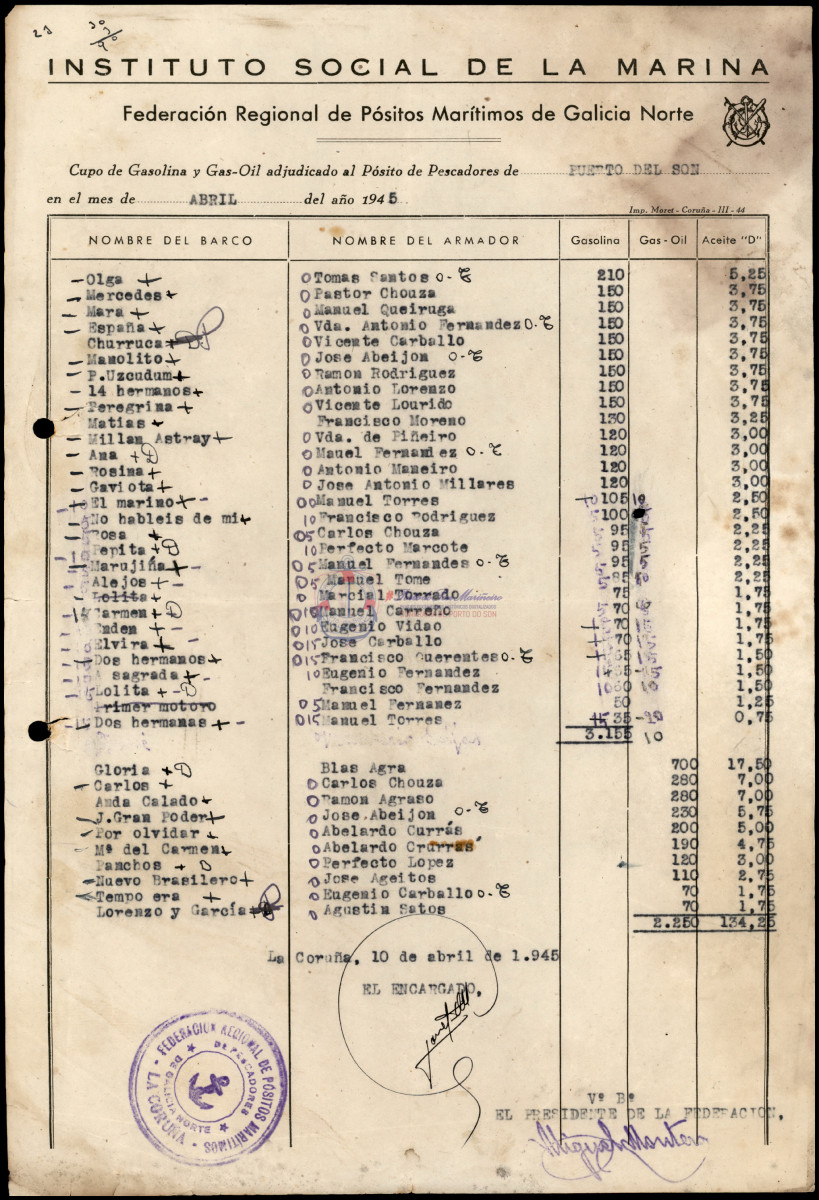 INSTITUTO SOCIAL DE LA MARINA
Federación Regional de Pósitos Marítimos de Galicia Norte
Cupo de Gasolina y Gas-Oil adjudicado al Pósito de Pescadores de PUERTO DEL SON
en el mes de ABRIL del año 1945
Imp. Moret - Coruña - III - 44
NOMBRE DEL BARCO NOMBRE DEL ARMADOR Gasolina Gas - Oil Aceite "D"
Olga Tomas Santos 210 5,25
Mercedes Pastor Chouza 150 3,75
Mara Manuel Queiruga 150 3,75
España Vda. Antonio Fernandez 150 3,75
Churruca Vicente Carballo 150 3,75
Manolito Jose Abeijon 150 3,75
P.Uzcudum Ramon Rodriguez 150 3,75
14 hermanos Antonio Lorenzo 150 3,75
Peregrina Vicente Lourido 150 3,75
Matias Francisco Moreno 130 3,25
Millan Astray Vda. de Piñeiro 120 3,00
Ana Mauel Fernandez 120 3,00
Rosina Antonio Maneiro 120 3,00
Gaviota Jose Antonio Millares 120 3,00
El marino Manuel Torres 105 2,50
No hableis de mi Francisco Rodriguez 100 2,50
Rosa Carlos Chouza 95 2,25
Pepita Perfecto Marcote 95 2,25
Marujiña Manuel Fernandes 95 2,25
Alejos Manuel Tome 85 2,25
Lolita Marcial Torrado 75 1,75
Carmen Manuel Carreño 70 1,75
Enden Eugenio Vidao 70 1,75
Elvira Jose Carballo 70 1,75
Dos hermanos Francisco Querentes 65 1,50
A sagrada Eugenio Fernandez 65 1,50
Lolita Francisco Fernandez 60 1,50
Primer motoro Manuel Fernanez 50 1,25
Dos hermanas Manuel Torres 35 0,75
3.155 10
Gloria Blas Agra 700 17,50
Carlos Carlos Chouza 280 7,00
Anda Calado Ramon Agraso 280 7,00
J.Gran Poder Jose Abeijon 230 5,75
Por olvidar Abelardo Currás 200 5,00
Mª del Carmen Abelardo Crurras 190 4,75
Panchos Perfecto Lopez 120 3,00
Nuevo Brasilero Jose Ageitos 110 2,75
Tempo era Eugenio Carballo 70 1,75
Lorenzo y García Agustin Satos 70 1,75
2.250 134,25
La Coruña, 10 de abril de 1.945
EL ENCARGADO,
FEDERACION REGIONAL DE PÓSITOS MARÍTIMOS
DE PESCADORES
DE GALICIA NORTE
LA CORUÑA
Vº Bº
EL PRESIDENTE DE LA FEDERACION,